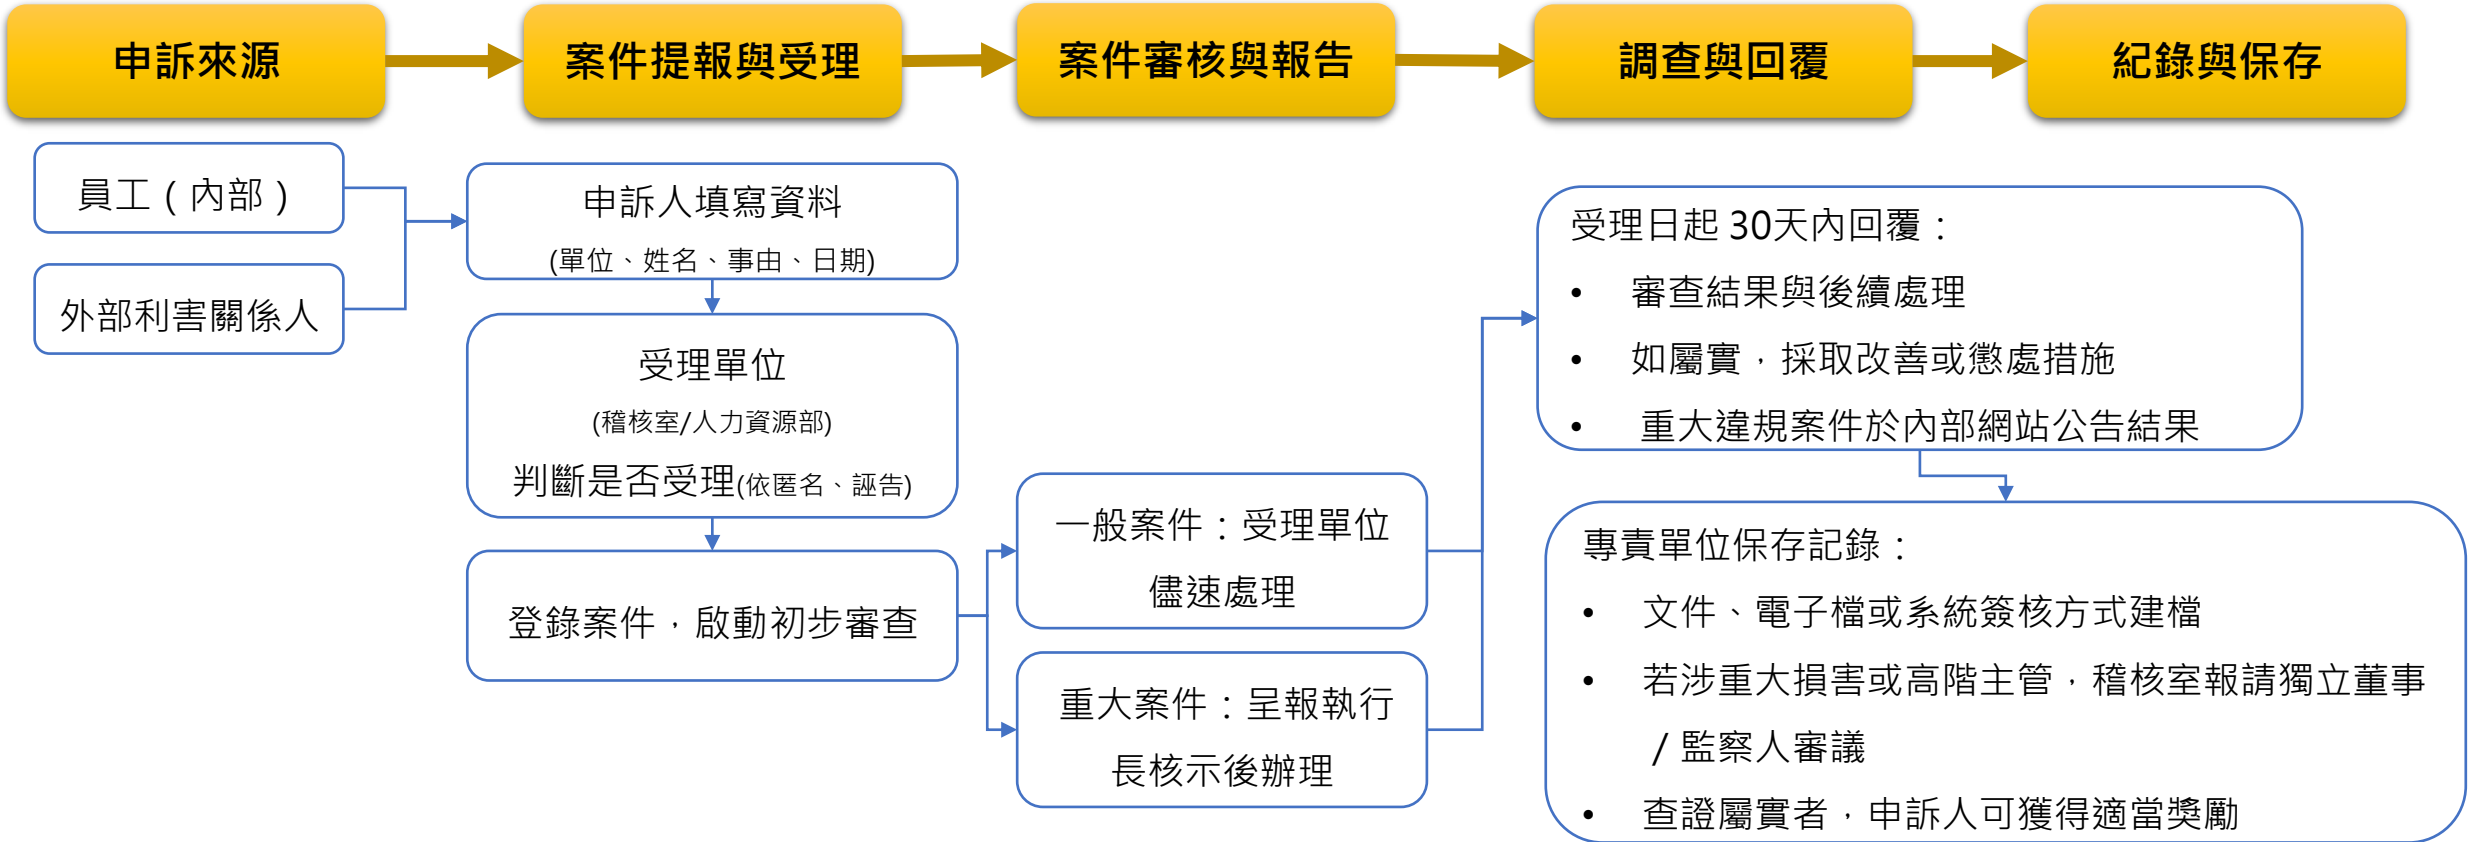 申訴來源
案件提報與受理
案件審核與報告
調查與回覆
紀錄與保存
員工（內部）
外部利害關係人
申訴人填寫資料
(單位、姓名、事由、日期)
受理單位
(稽核室/人力資源部)
判斷是否受理(依匿名、誣告)
登錄案件，啟動初步審查
一般案件：受理單位
儘速處理
重大案件：呈報執行
長核示後辦理
受理日起 30天內回覆：
• 審查結果與後續處理
• 如屬實，採取改善或懲處措施
• 重大違規案件於內部網站公告結果
專責單位保存記錄：
• 文件、電子檔或系統簽核方式建檔
• 若涉重大損害或高階主管，稽核室報請獨立董事
/ 監察人審議
• 查證屬實者，申訴人可獲得適當獎勵